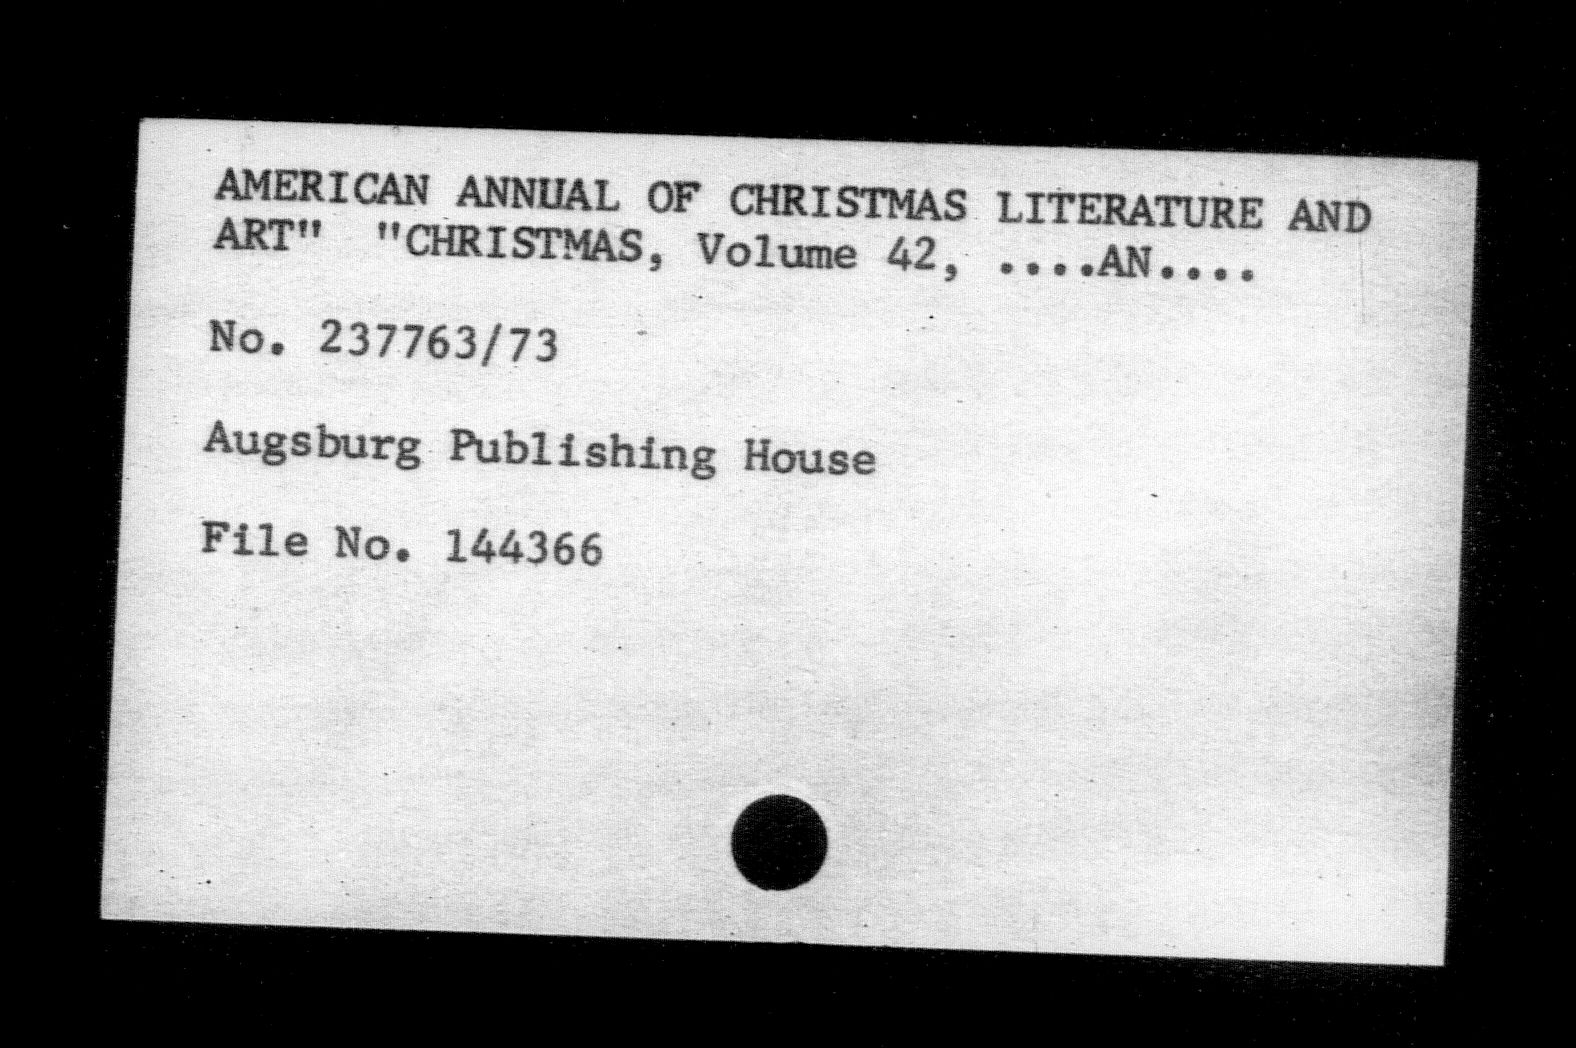 AMERICAN ANNUAL OF CHRISTMAS LITERATURE AND
ART" "CHRISTMAS, Volume 42, ....AN....
No. 237763/73
Augsburg Publishing House
File No. 144366